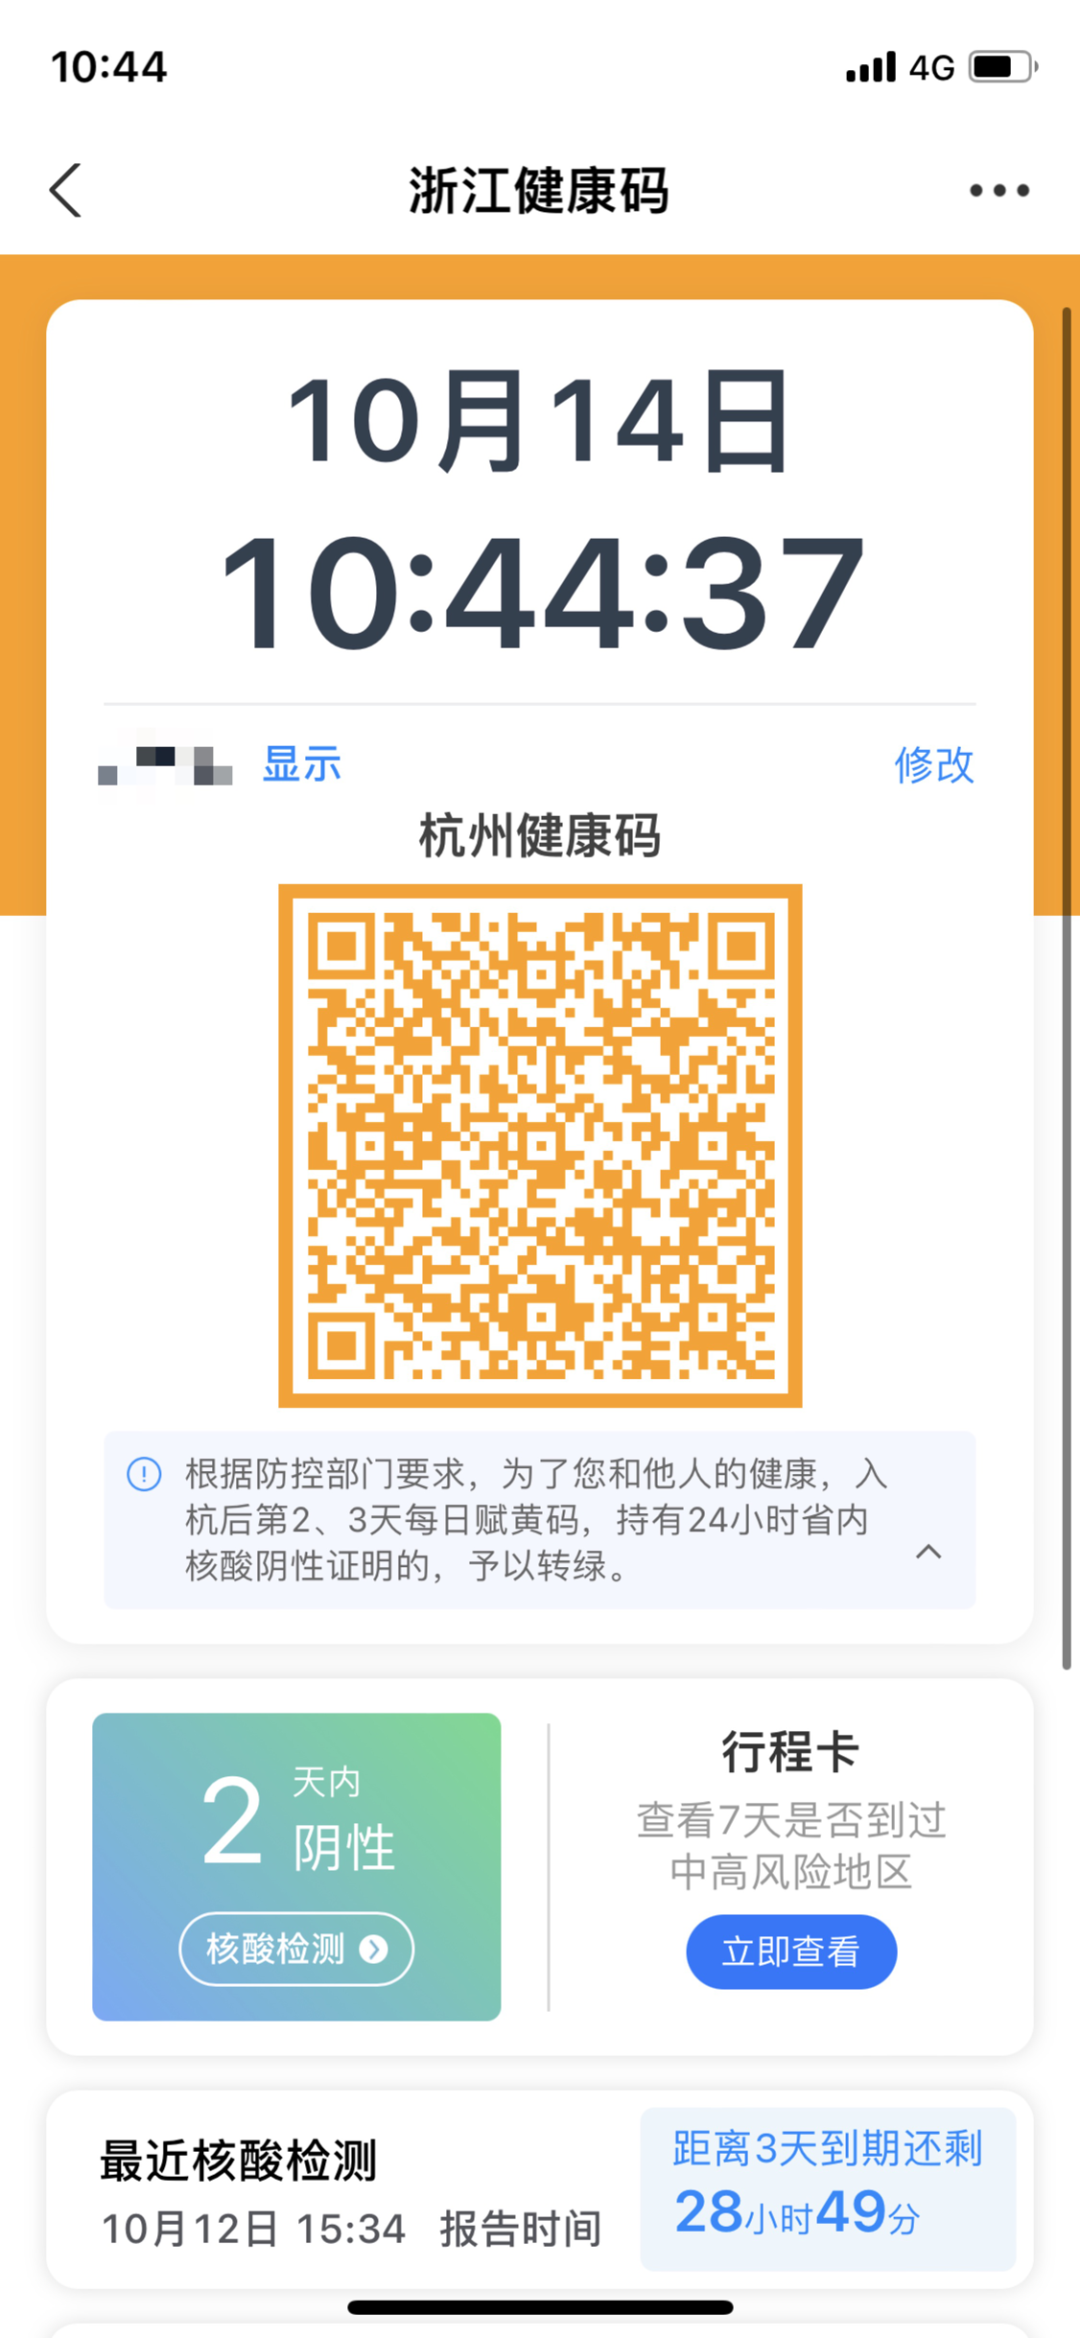 10:44
4G
浙江健康码
10月14日
10:44:37
显示
修改
杭州健康码
根据防控部门要求，为了您和他人的健康，入
杭后第2、3天每日赋黄码，持有24小时省内
核酸阴性证明的，予以转绿。
2
天内
阴性
核酸检测
行程卡
查看7天是否到过
中高风险地区
立即查看
最近核酸检测
10月12日 15:34 报告时间
距离3天到期还剩
28小时49分